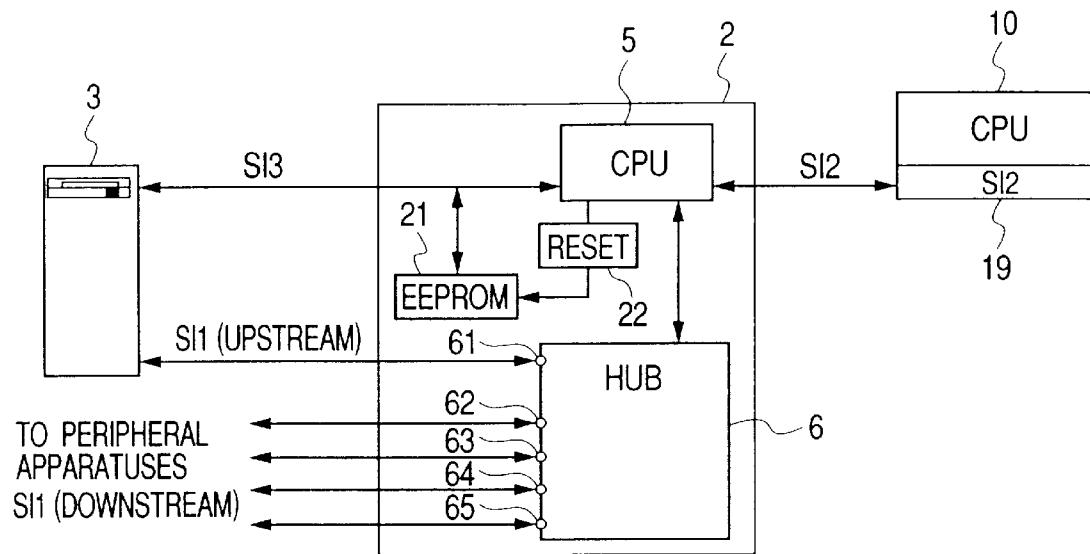 10
2
5
3
CPU
CPU
SI3
SI2
SI2
21
RESET
19
EEPROM
22
SI1 (UPSTREAM)
61
HUB
62
6
TO PERIPHERAL
63
APPARATUSES
64
SI1 (DOWNSTREAM)
65